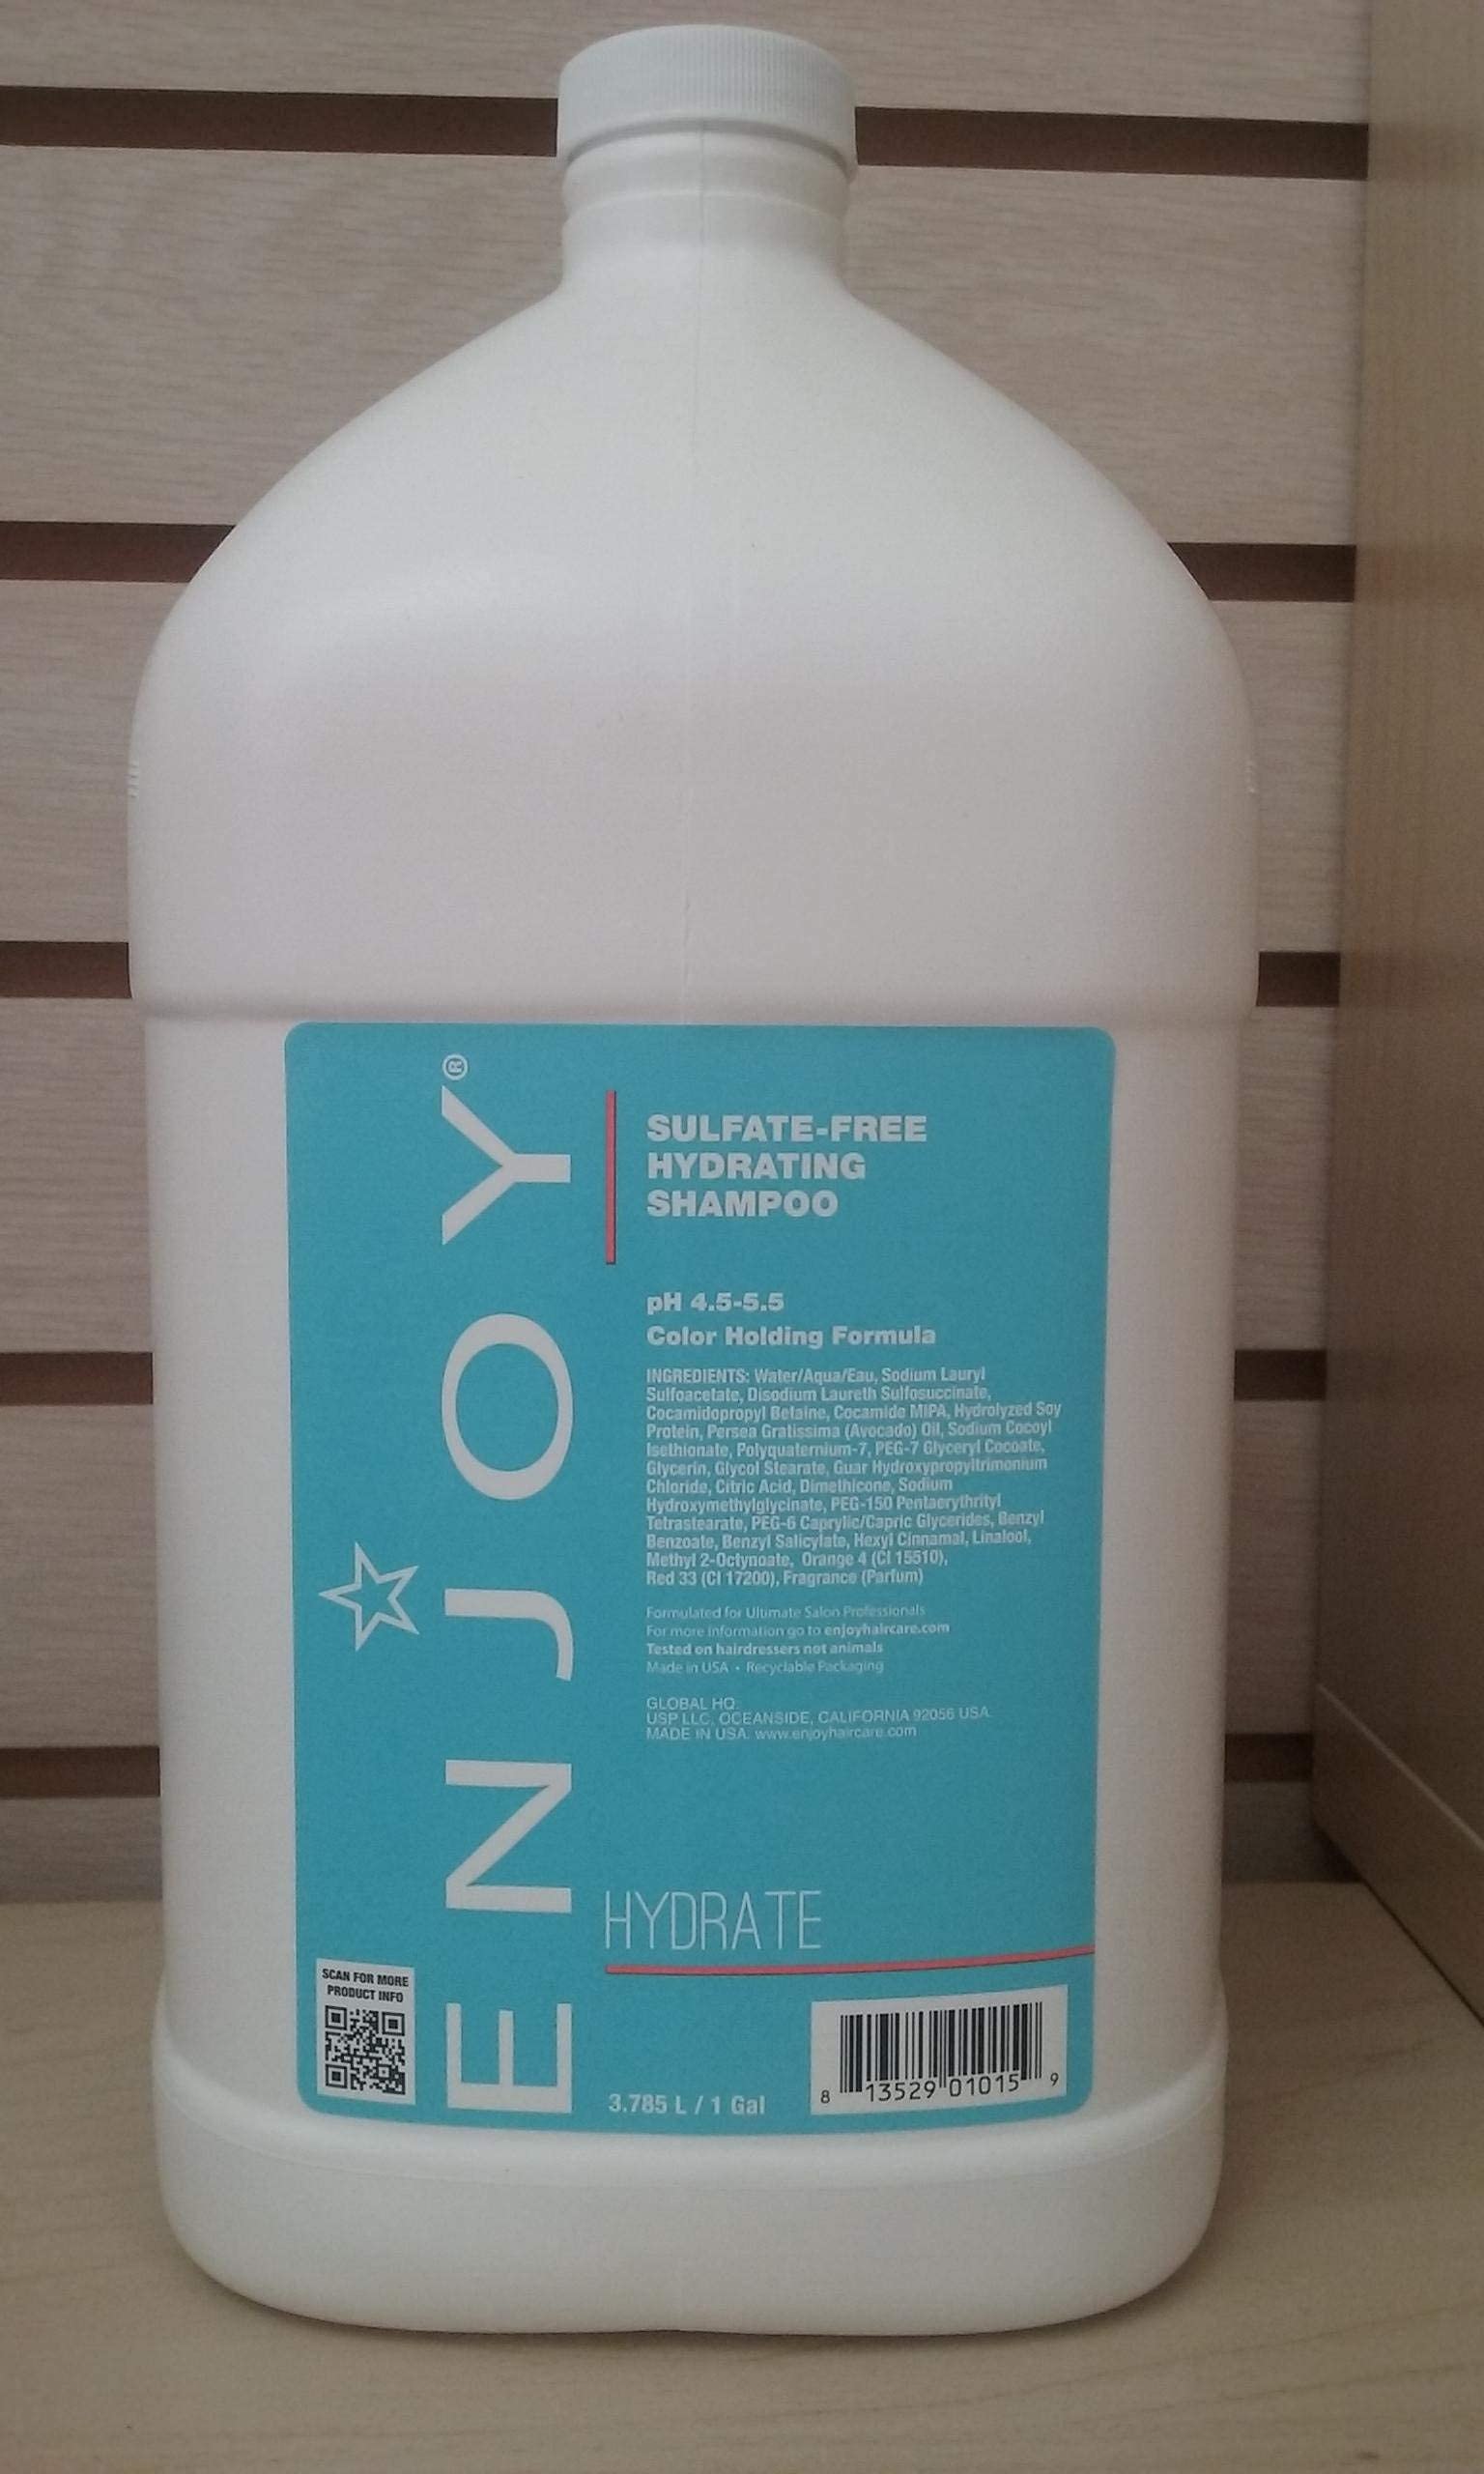 ENJOY®
SULFATE-FREE
HYDRATING
SHAMPOO
pH 4.5-5.5
Color Holding Formula
INGREDIENTS: Water/Aqua/Eau, Sodium Lauryl
Sulfoacetate, Disodium Laureth Sulfosuccinate,
Cocamidopropyl Betaine, Cocamide MIPA, Hydrolyzed Soy
Protein, Persea Gratissima (Avocado) Oil, Sodium Cocoyl
Isethionate, Polyquaternium-7, PEG-7 Glyceryl Cocoate,
Glycerin, Glycol Stearate, Guar Hydroxypropyltrimonium
Chloride, Citric Acid, Dimethicone, Sodium
Hydroxymethylglycinate, PEG-150 Pentaerythrityl
Tetrastearate, PEG-6 Caprylic/Capric Glycerides, Benzyl
Benzoate, Benzyl Salicylate, Hexyl Cinnamal, Linalool,
Methyl 2-Octynoate, Orange 4 (CI 15510),
Red 33 (CI 17200), Fragrance (Parfum)
Formulated for Ultimate Salon Professionals
For more information go to enjoyhaircare.com
Tested on hairdressers not animals
Made in USA • Recyclable Packaging
GLOBAL HQ.
USP LLC. OCEANSIDE, CALIFORNIA 92056 USA.
MADE IN USA. www.enjoyhaircare.com
HYDRATE
SCAN FOR MORE
PRODUCT INFO
3.785 L / 1 Gal
8 13529 01015 9